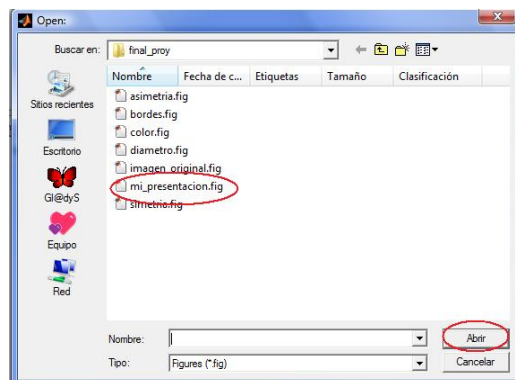 Open:
Buscar en: final_proy
Nombre Fecha de c... Etiquetas Tamaño Clasificación
Sitios recientes
Escritorio
Gl@dyS
Equipo
Red
asimetria.fig
bordes.fig
color.fig
diametro.fig
imagen_original.fig
mi_presentacion.fig
simetria.fig
Nombre: Abrir
Tipo: Figures (*.fig) Cancelar